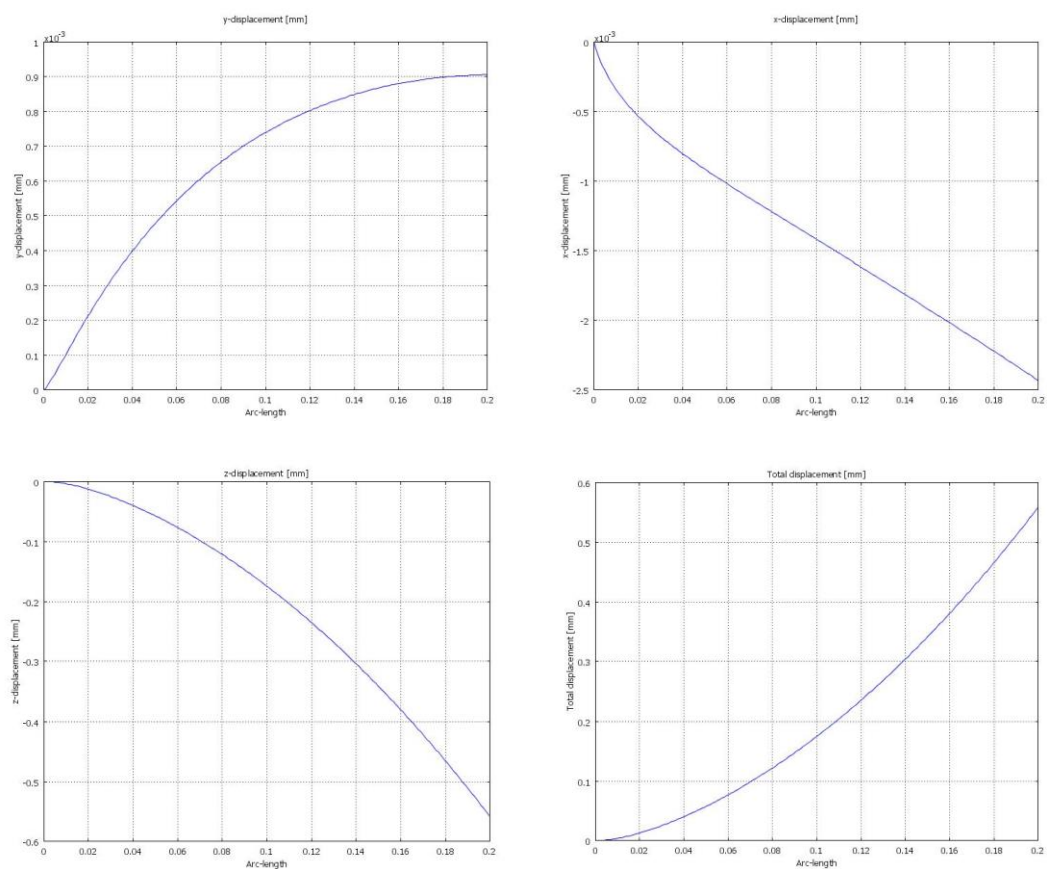 y-displacement [mm]
x10⁻³
1
0.9
0.8
0.7
0.6
0.5
0.4
0.3
0.2
0.1
0
y-displacement [mm]
0 0.02 0.04 0.06 0.08 0.1 0.12 0.14 0.16 0.18 0.2
Arc-length
x-displacement [mm]
x10⁻³
0
-0.5
-1
-1.5
-2
-2.5
x-displacement [mm]
0 0.02 0.04 0.06 0.08 0.1 0.12 0.14 0.16 0.18 0.2
Arc-length
z-displacement [mm]
0
-0.1
-0.2
-0.3
-0.4
-0.5
-0.6
z-displacement [mm]
0 0.02 0.04 0.06 0.08 0.1 0.12 0.14 0.16 0.18 0.2
Arc-length
Total displacement [mm]
0.6
0.5
0.4
0.3
0.2
0.1
0
Total displacement [mm]
0 0.02 0.04 0.06 0.08 0.1 0.12 0.14 0.16 0.18 0.2
Arc-length